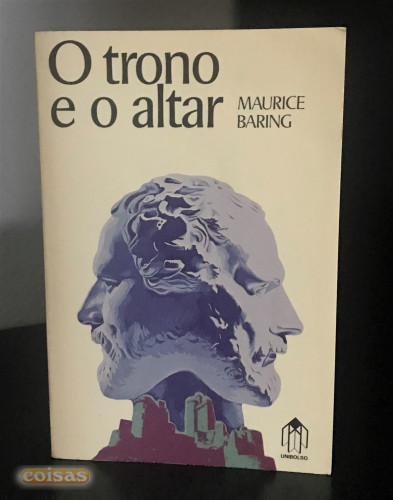 O trono
e o altar
MAURICE
BARING
UNIBOLSO
coisas